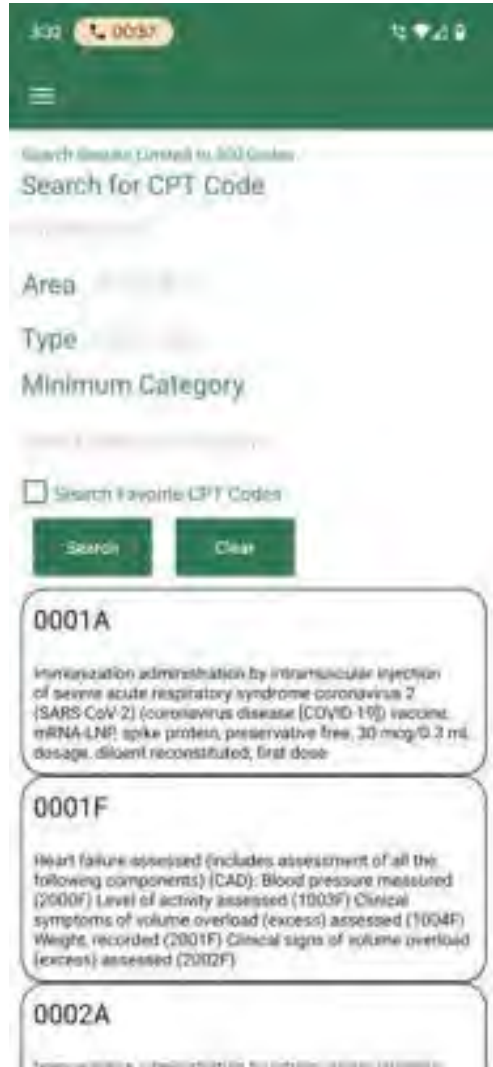 00:37
Search Results Limited to 300 Codes
Search for CPT Code
Area
Type
Minimum Category
Search Favorite CPT Codes
Search
Clear
0001A
Immunization administration by intramuscular injection
of severe acute respiratory syndrome coronavirus 2
(SARS-CoV-2) (coronavirus disease [COVID-19]) vaccine,
mRNA-LNP, spike protein, preservative free, 30 mcg/0.3 mL
dosage, diluent reconstituted, first dose
0001F
Heart failure assessed (includes assessment of all the
following components) (CAD): Blood pressure measured
(2000F) Level of activity assessed (1003F) Clinical
symptoms of volume overload (excess) assessed (1004F)
Weight, recorded (2001F) Clinical signs of volume overload
(excess) assessed (2002F)
0002A